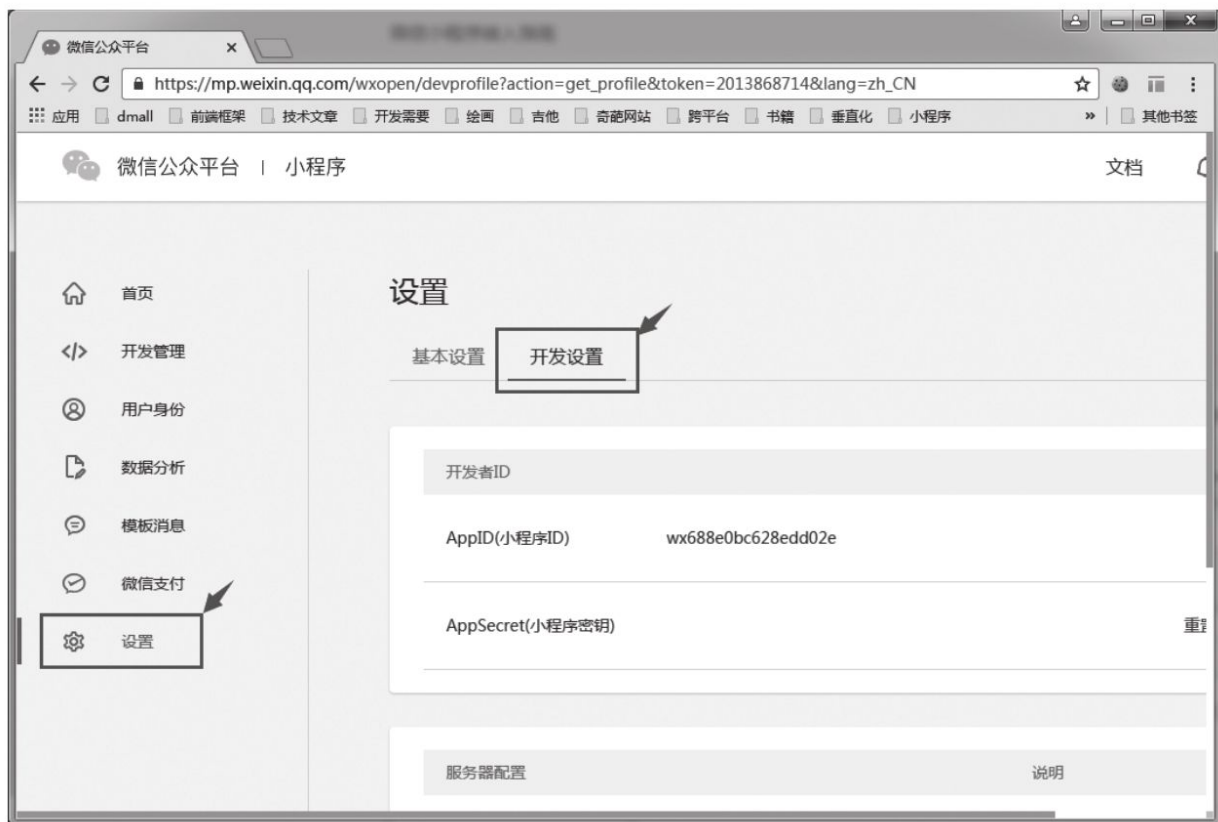 微信公众平台
https://mp.weixin.qq.com/wxopen/devprofile?action=get_profile&token=2013868714&lang=zh_CN
应用 dmall 前端框架 技术文章 开发需要 绘画 吉他 奇葩网站 跨平台 书籍 垂直化 小程序 » 其他书签
微信公众平台 | 小程序 文档
首页
设置
开发管理
基本设置 开发设置
用户身份
数据分析
开发者ID
模板消息
AppID(小程序ID) wx688e0bc628edd02e
微信支付
AppSecret(小程序密钥) 重
设置
服务器配置 说明